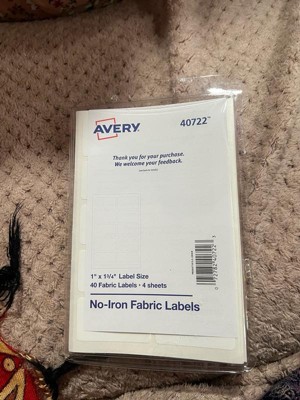 AVERY
40722™
Thank you for your purchase.
We welcome your feedback.
1" x 1¾" Label Size
40 Fabric Labels • 4 sheets
No-Iron Fabric Labels